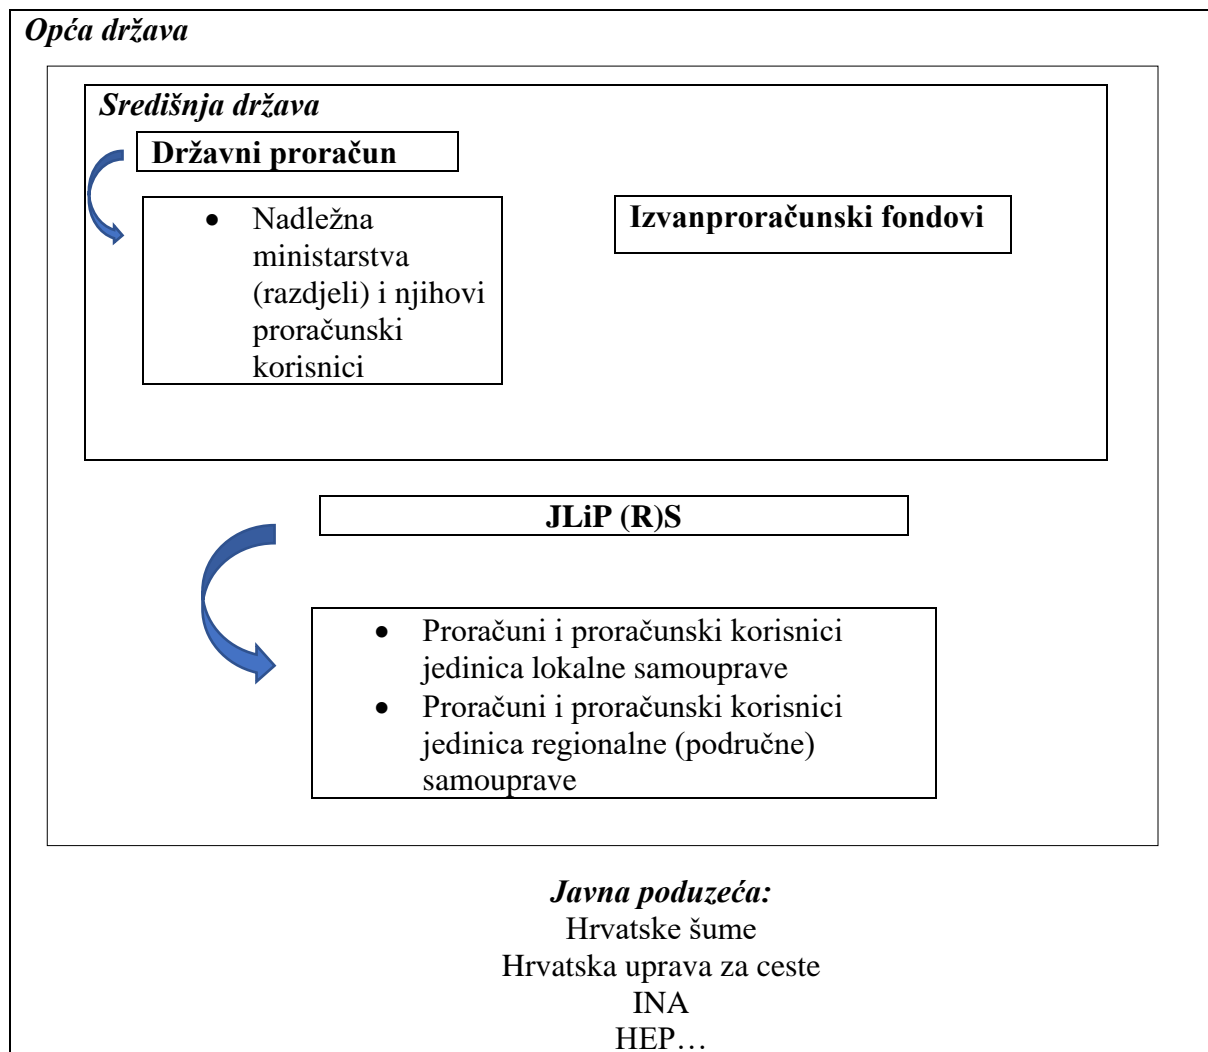 Opća država
Središnja država
Državni proračun
• Nadležna
ministarstva
(razdjeli) i njihovi
proračunski
korisnici
Izvanproračunski fondovi
JLiP (R)S
• Proračuni i proračunski korisnici
jedinica lokalne samouprave
• Proračuni i proračunski korisnici
jedinica regionalne (područne)
samouprave
Javna poduzeća:
Hrvatske šume
Hrvatska uprava za ceste
INA
HEP…